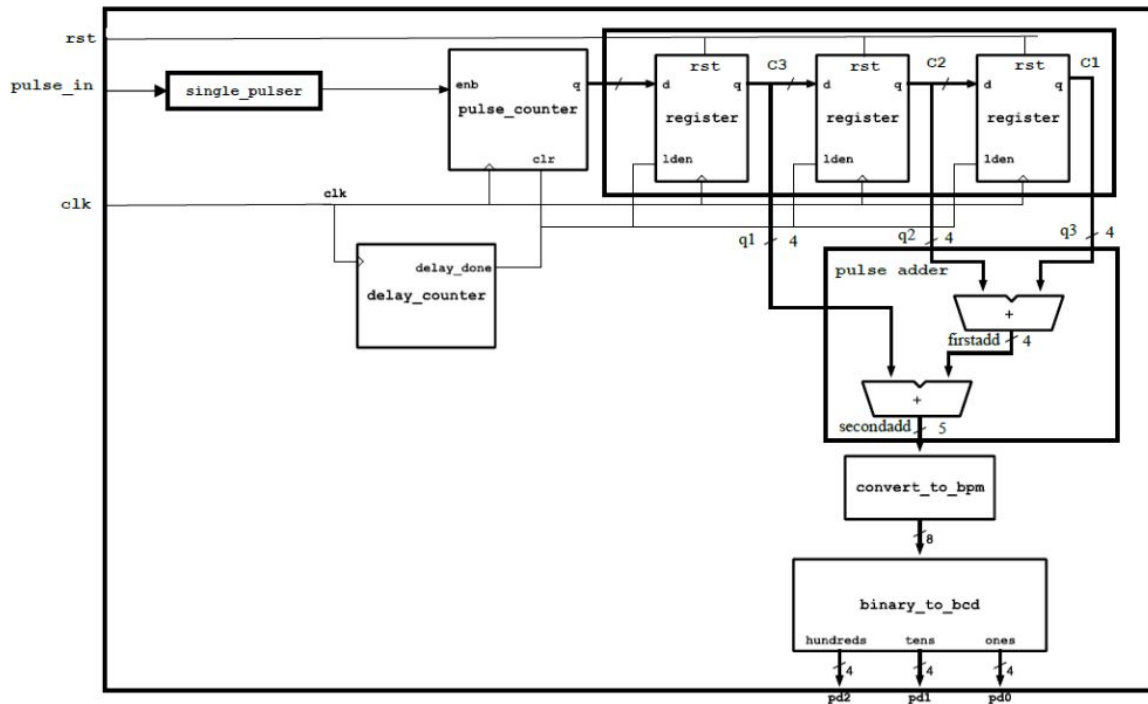 rst
pulse_in
clk
single_pulser
clk
enb
q
pulse_counter
clr
delay_done
delay_counter
rst
d
q
register
lden
C3
rst
d
q
register
lden
C2
rst
d
q
register
lden
C1
q1
4
q2
4
q3
4
pulse adder
+
firstadd
4
+
secondadd
5
convert_to_bpm
8
binary_to_bcd
hundreds tens ones
4 4 4
pd2 pd1 pd0